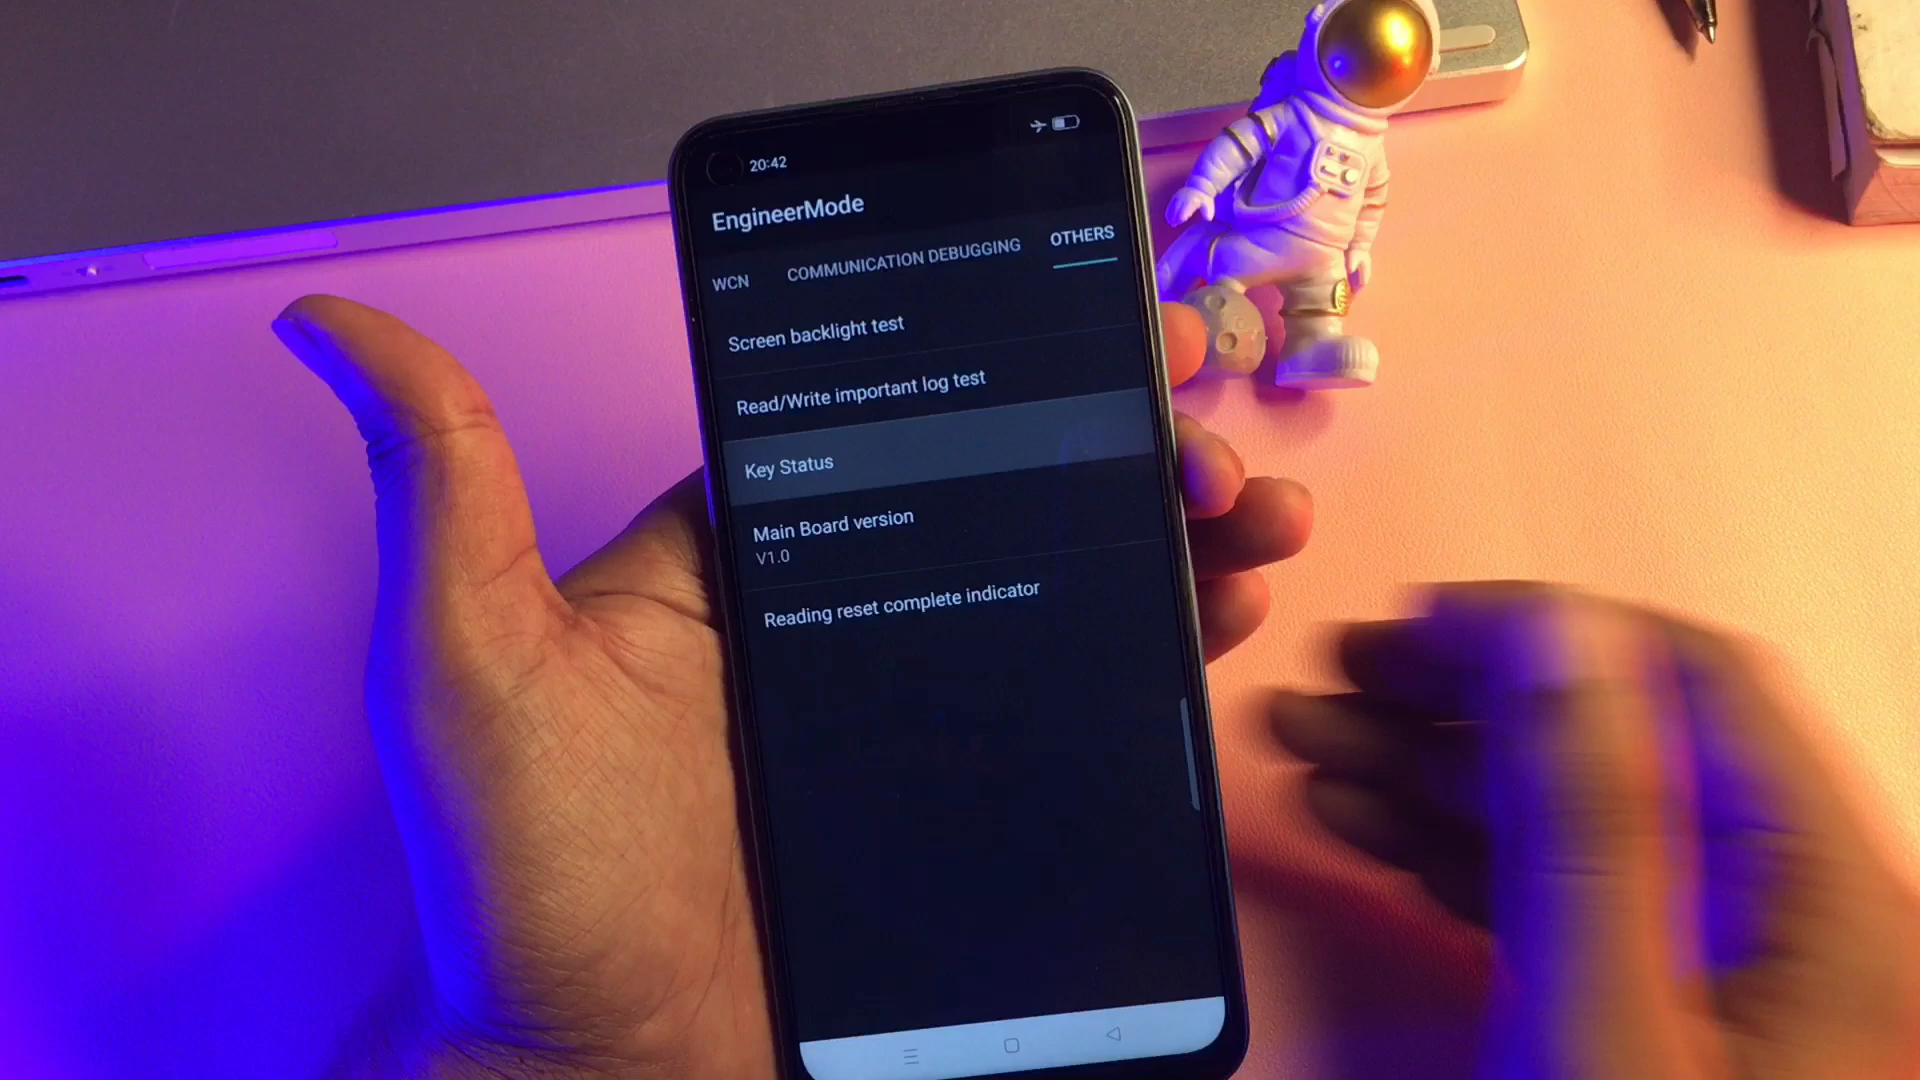 20:42
EngineerMode
WCN COMMUNICATION DEBUGGING OTHERS
Screen backlight test
Read/Write important log test
Key Status
Main Board version
V1.0
Reading reset complete indicator